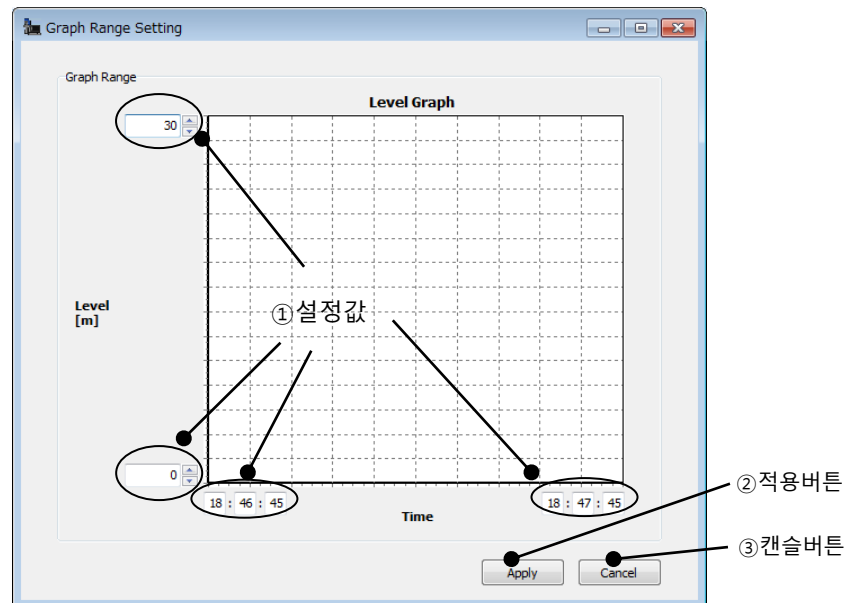 Graph Range Setting
Graph Range
Level Graph
30
Level
[m]
①설정값
0
18 : 46 : 45
18 : 47 : 45
Time
②적용버튼
③캔슬버튼
Apply
Cancel